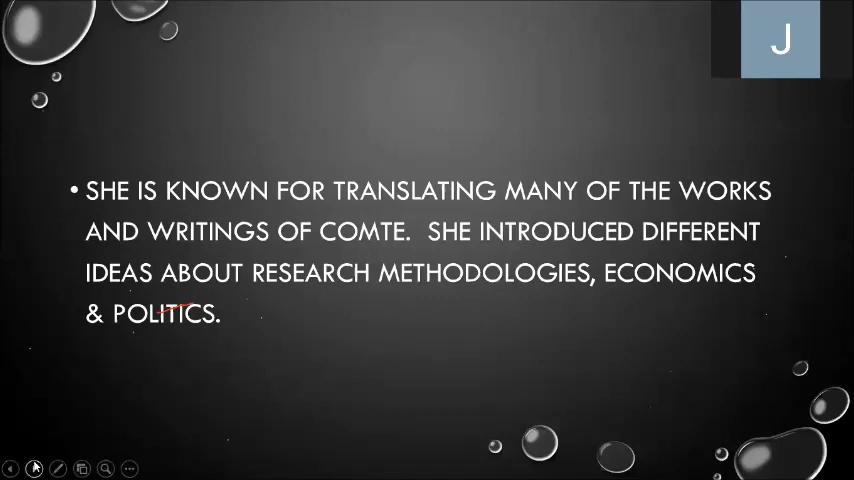 J
• SHE IS KNOWN FOR TRANSLATING MANY OF THE WORKS
AND WRITINGS OF COMTE.  SHE INTRODUCED DIFFERENT
IDEAS ABOUT RESEARCH METHODOLOGIES, ECONOMICS
& POLITICS.